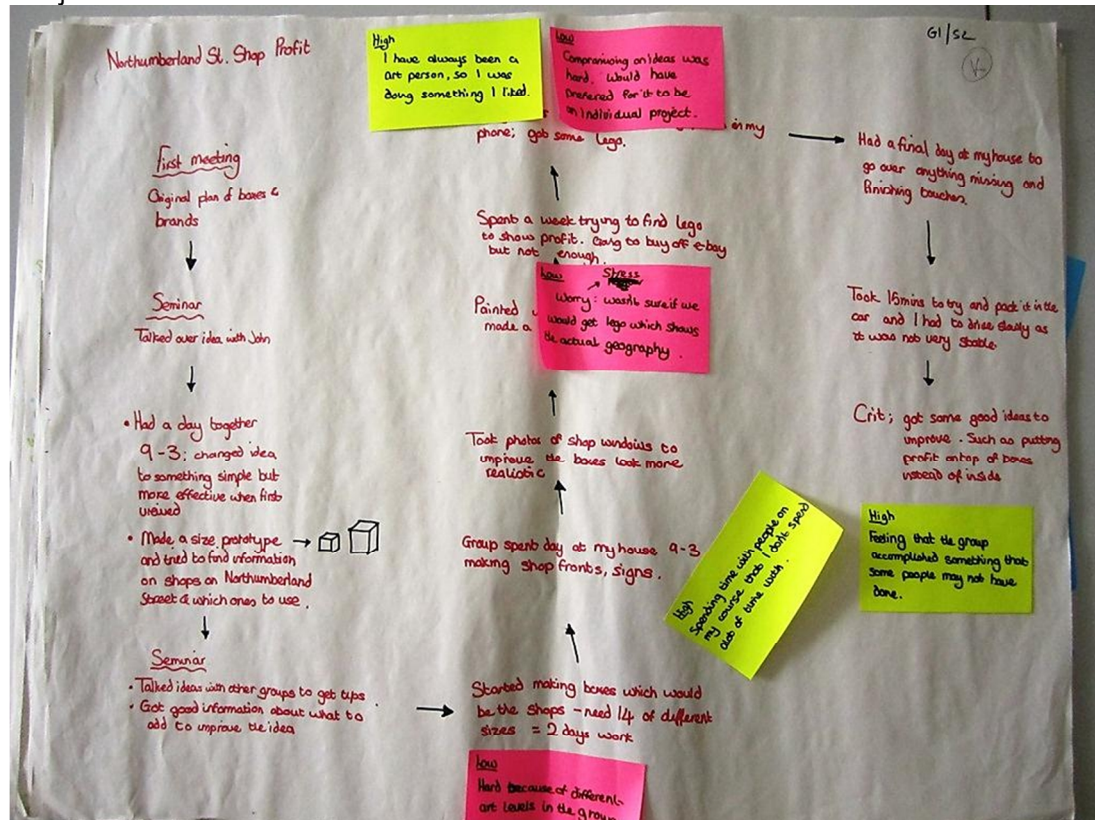 Northumberland St. Shop Profit
G1/S2
First meeting
Original plan of boxes &
brands
Seminar
Talked over idea with John
• Had a day together
9-3: changed idea
to something simple but
more effective when first
viewed
• Made a size prototype
and tried to find information
on shops on Northumberland
Street & which ones to use.
Seminar
• Talked ideas with other groups to get tips
• Got good information about what to
add to improve the idea
Low
Hard because of different
art levels in the group
Started making boxes which would
be the shops – need 14 of different
sizes = 2 days work
Group spent day at my house 9-3
making shop fronts, signs.
High
Spending time with people on
my course that I dont spend
alot of time with.
Took photos of shop windows to
improve the boxes look more
realistic
Painted
made a
Low
Stress
Worry: wasn't sure if we
would get lego which shows
the actual geography.
Spent a week trying to find lego
to show profit. Going to buy off e-bay
but not enough.
in my
phone; got some lego.
High
I have always been a
art person, so I was
doing something I liked.
Low
Compromising on ideas was
hard. Would have
preferred for it to be
an individual project.
Had a final day at my house to
go over anything missing and
finishing touches.
Took 15mins to try and pack it in the
car and I had to drive slowly as
it was not very stable.
Crit; got some good ideas to
improve. Such as putting
profit on top of boxes
instead of inside
High
Feeling that the group
accomplished something that
some people may not have
done.